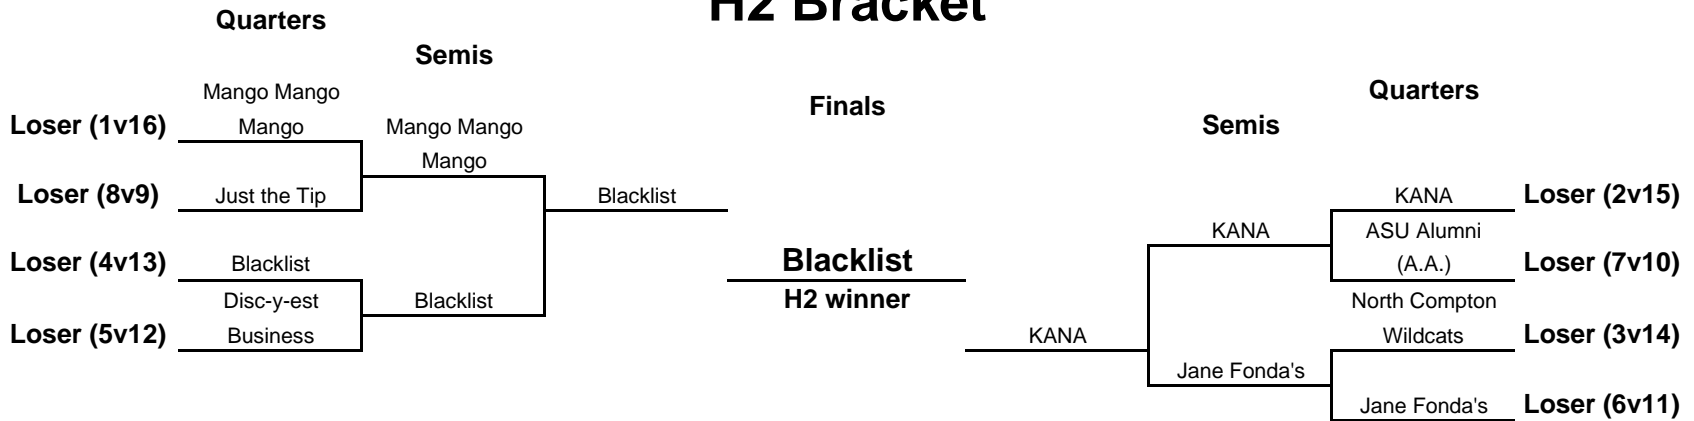 H2 Bracket
Quarters
Semis
Finals
Quarters
Semis
Mango Mango
Loser (1v16)
Mango
Mango Mango
Mango
Loser (8v9)
Just the Tip
Blacklist
KANA
Loser (2v15)
KANA
ASU Alumni
Loser (4v13)
Blacklist
Blacklist
(A.A.)
Loser (7v10)
Disc-y-est
Blacklist
H2 winner
North Compton
Loser (5v12)
Business
KANA
Wildcats
Loser (3v14)
Jane Fonda's
Jane Fonda's
Loser (6v11)